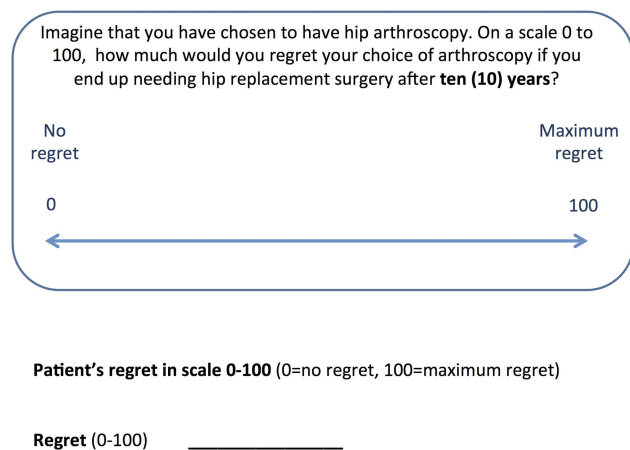 Imagine that you have chosen to have hip arthroscopy. On a scale 0 to
100, how much would you regret your choice of arthroscopy if you
end up needing hip replacement surgery after ten (10) years?
No Maximum
regret regret
0 100
Patient's regret in scale 0-100 (0=no regret, 100=maximum regret)
Regret (0-100) ________________